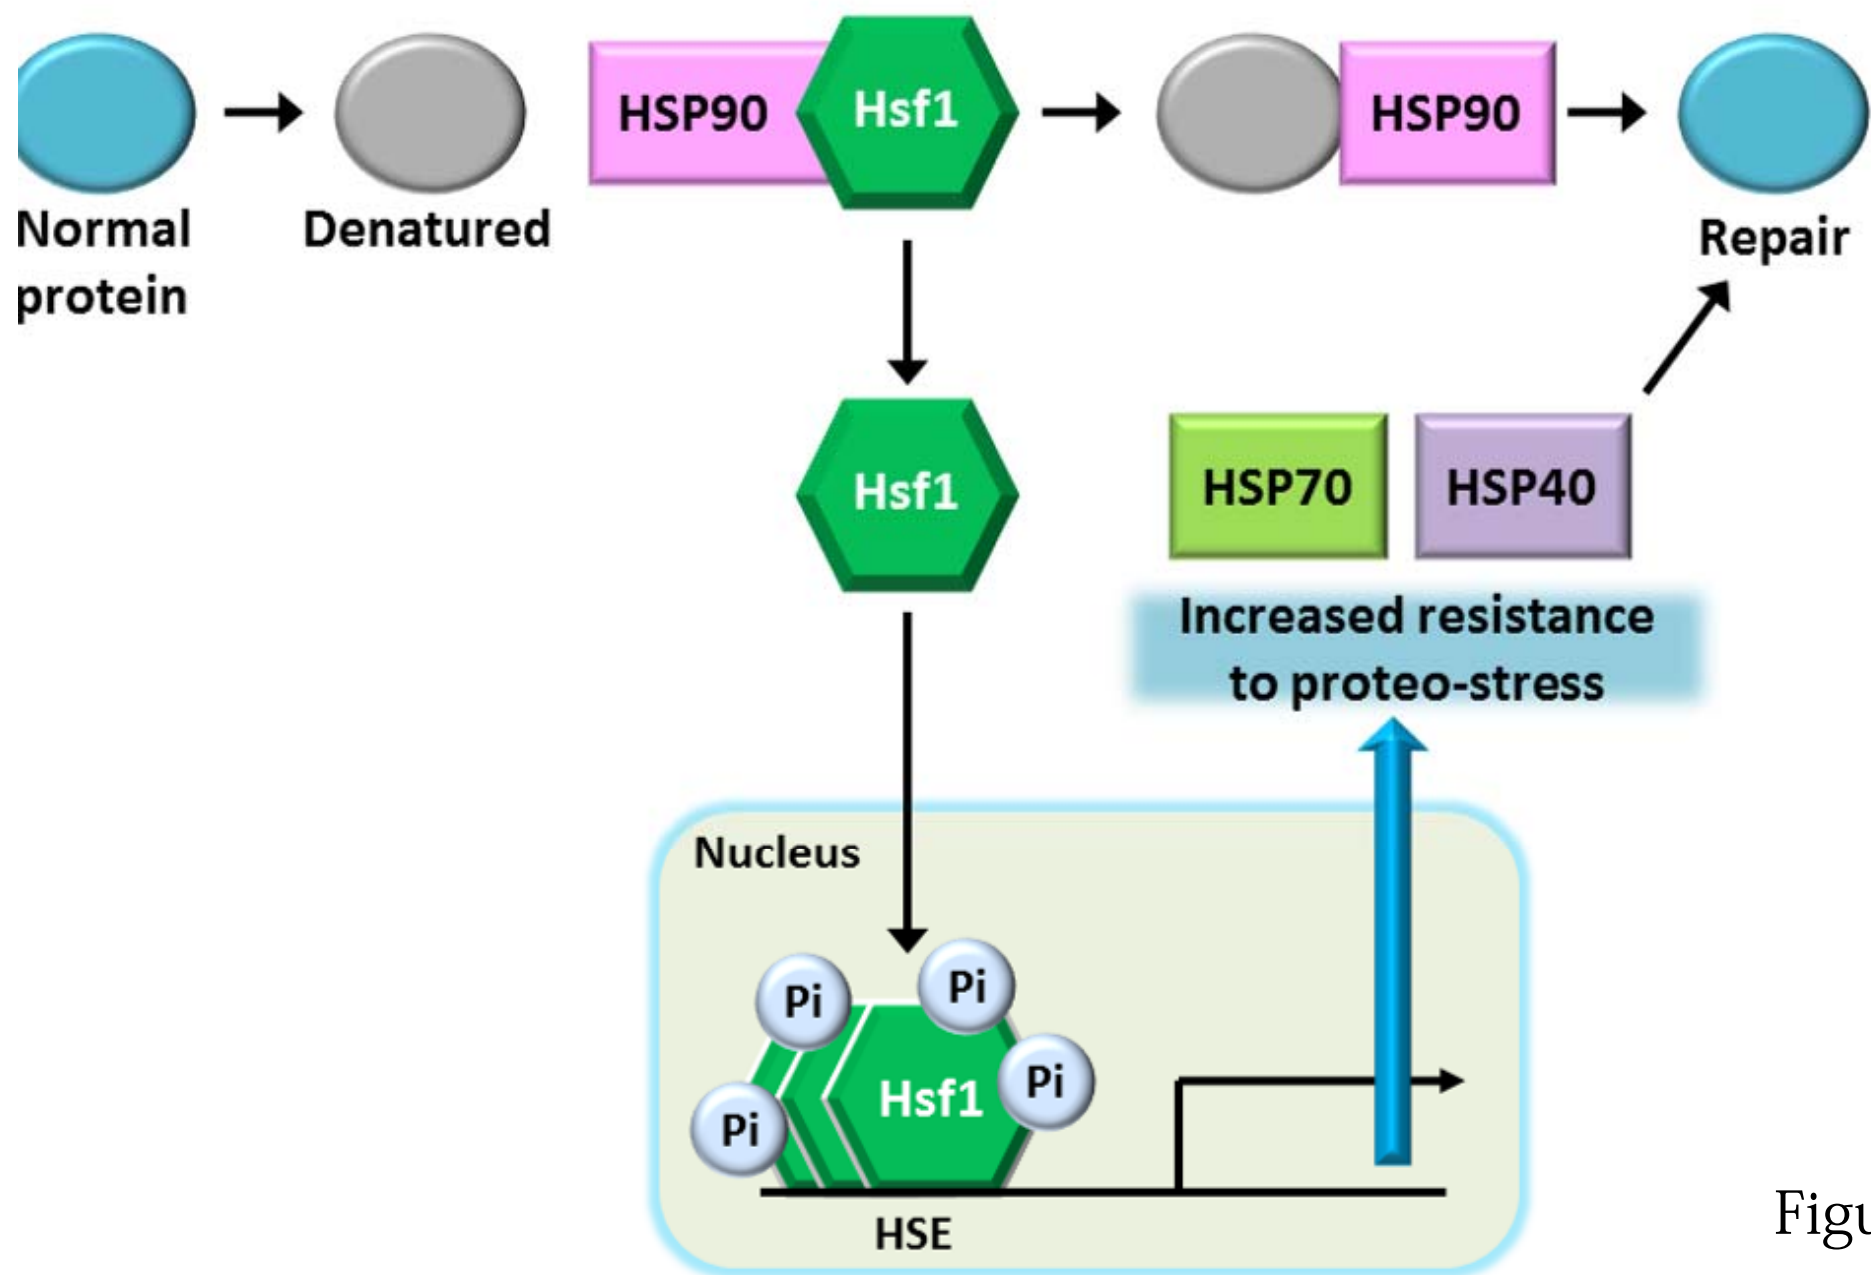 HSP90
Hsf1
HSP90
Normal
protein
Denatured
Repair
Hsf1
HSP70
HSP40
Increased resistance
to proteo-stress
Nucleus
Pi
Pi
Pi
Pi
Hsf1
HSE
Figu